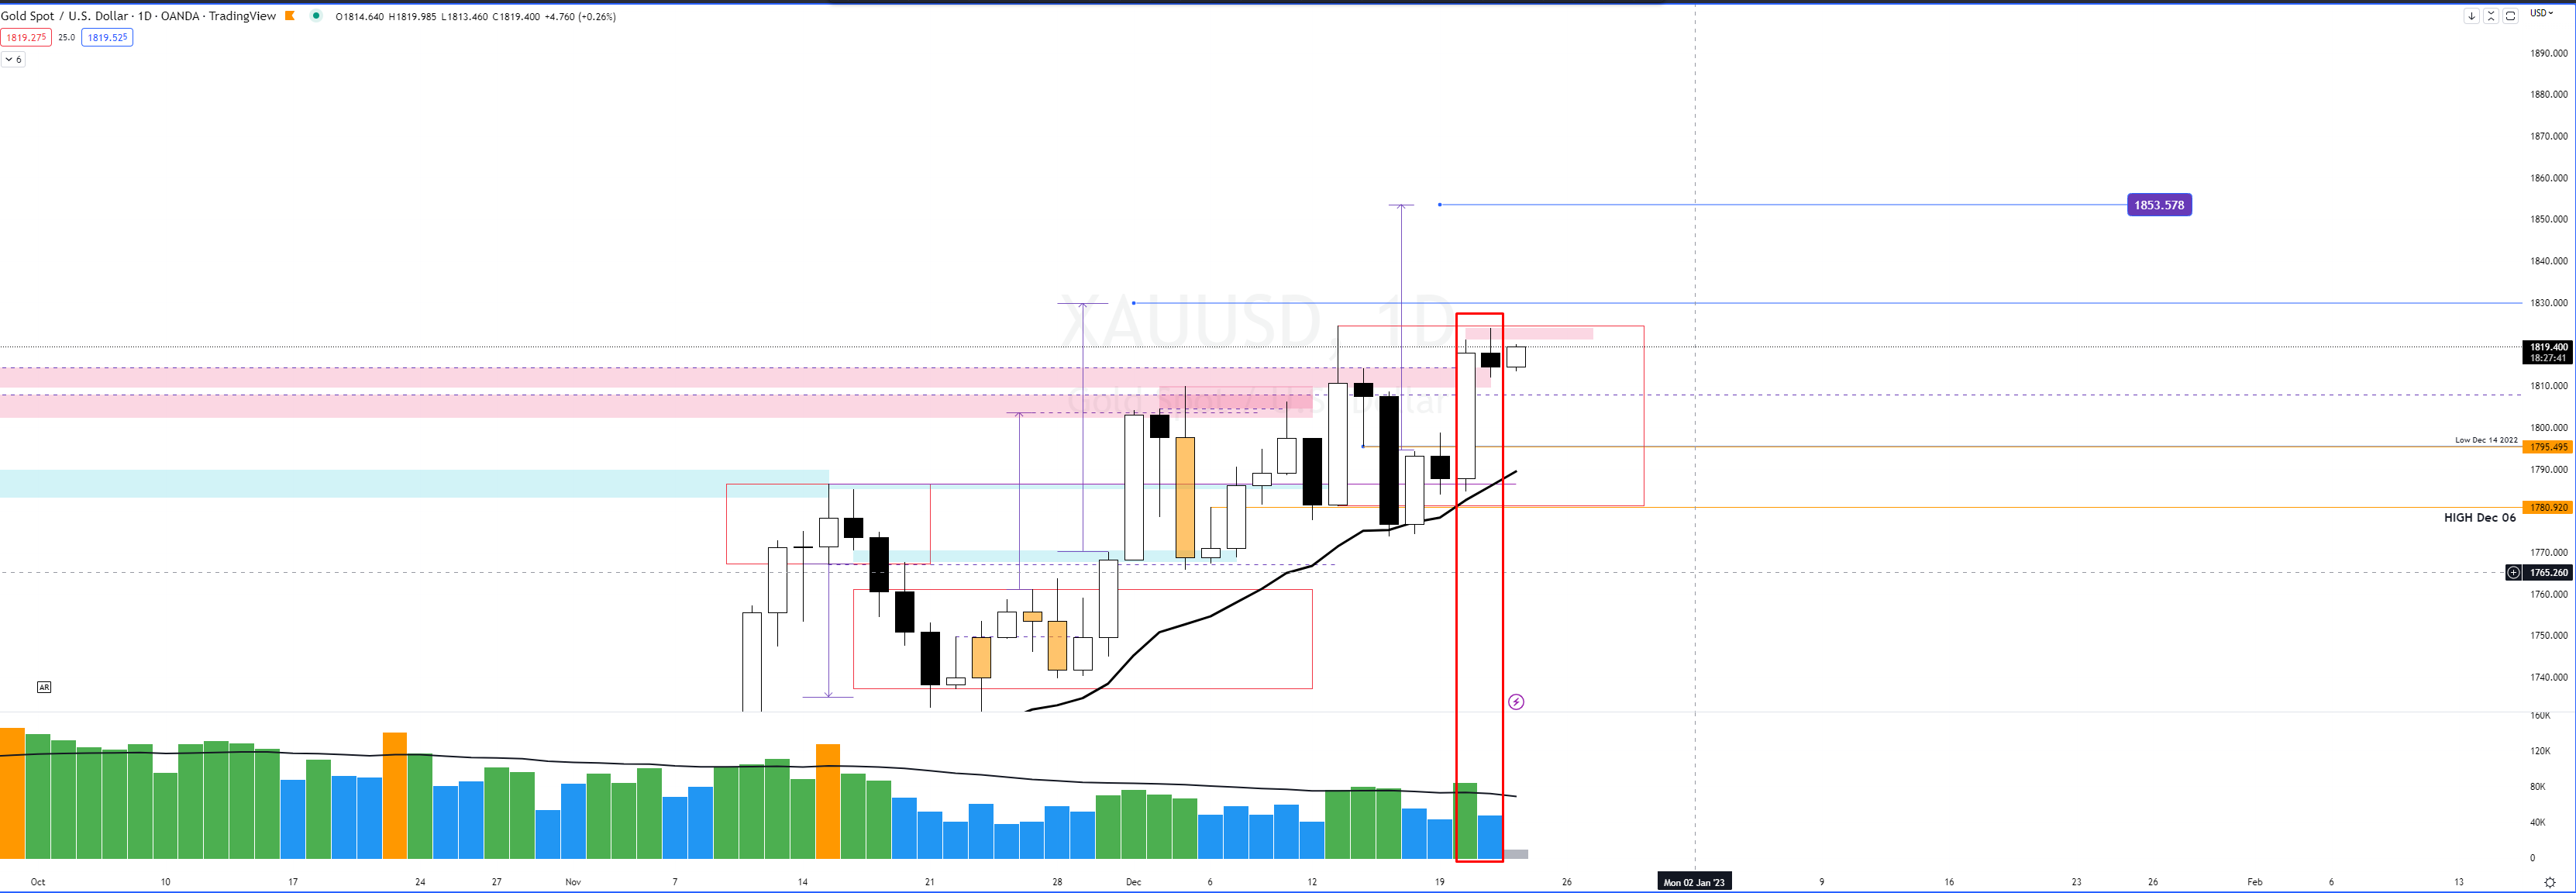 Gold Spot / U.S. Dollar · 1D · OANDA · TradingView O1814.640 H1819.985 L1813.460 C1819.400 +4.760 (+0.26%)
USD
1819.275 25.0 1819.525
6
1890.000
1880.000
1870.000
1860.000
1853.578
1850.000
1840.000
XAUUSD, 1D
1830.000
1819.400
18:27:41
1810.000
Gold Spot / U.S. Dollar
1800.000
Low Dec 14 2022
1795.495
1790.000
1780.920
HIGH Dec 06
1770.000
1765.260
1760.000
1750.000
1740.000
AR
160K
120K
80K
40K
0
Oct 10 17 24 27 Nov 7 14 21 28 Dec 6 12 19 26 Mon 02 Jan '23 9 16 23 26 Feb 6 13